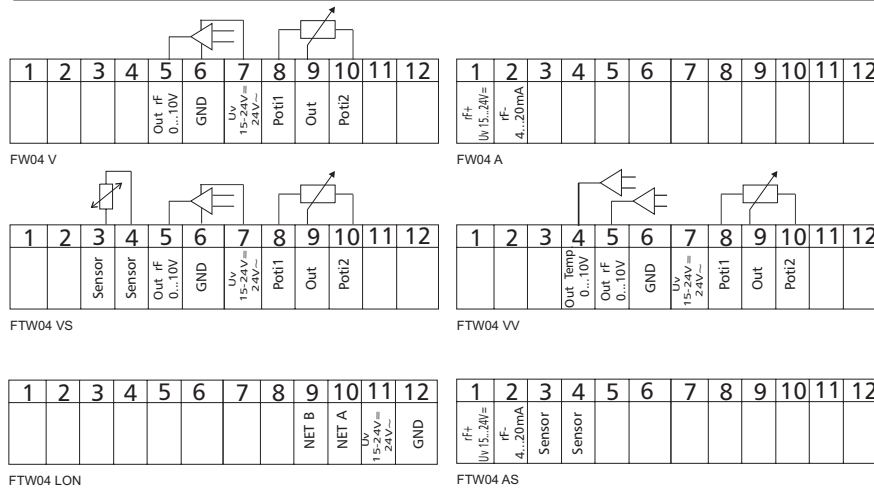 1 2 3 4 5 6 7 8 9 10 11 12
Out rF
0...10V
GND
Uv
15-24V=
24V~
Poti1
Out
Poti2
FW04 V
1 2 3 4 5 6 7 8 9 10 11 12
rF+
Uv 15...24V=
rF-
4...20mA
FW04 A
1 2 3 4 5 6 7 8 9 10 11 12
Sensor
Sensor
Out rF
0...10V
GND
Uv
15-24V=
24V~
Poti1
Out
Poti2
FTW04 VS
1 2 3 4 5 6 7 8 9 10 11 12
Out Temp
0...10V
Out rF
0...10V
GND
Uv
15-24V=
24V~
Poti1
Out
Poti2
FTW04 VV
1 2 3 4 5 6 7 8 9 10 11 12
NET B
NET A
Uv
15-24V=
24V~
GND
FTW04 LON
1 2 3 4 5 6 7 8 9 10 11 12
rF+
Uv 15...24V=
rF-
4...20mA
Sensor
Sensor
FTW04 AS